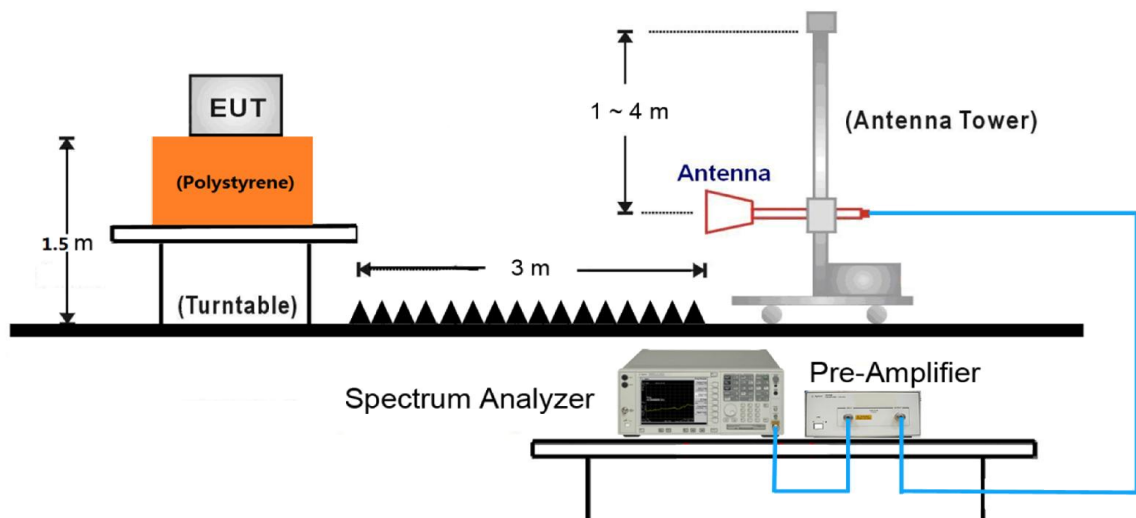 EUT
(Polystyrene)
1.5 m
(Turntable)
3 m
1 ~ 4 m
Antenna
(Antenna Tower)
Spectrum Analyzer
Pre-Amplifier